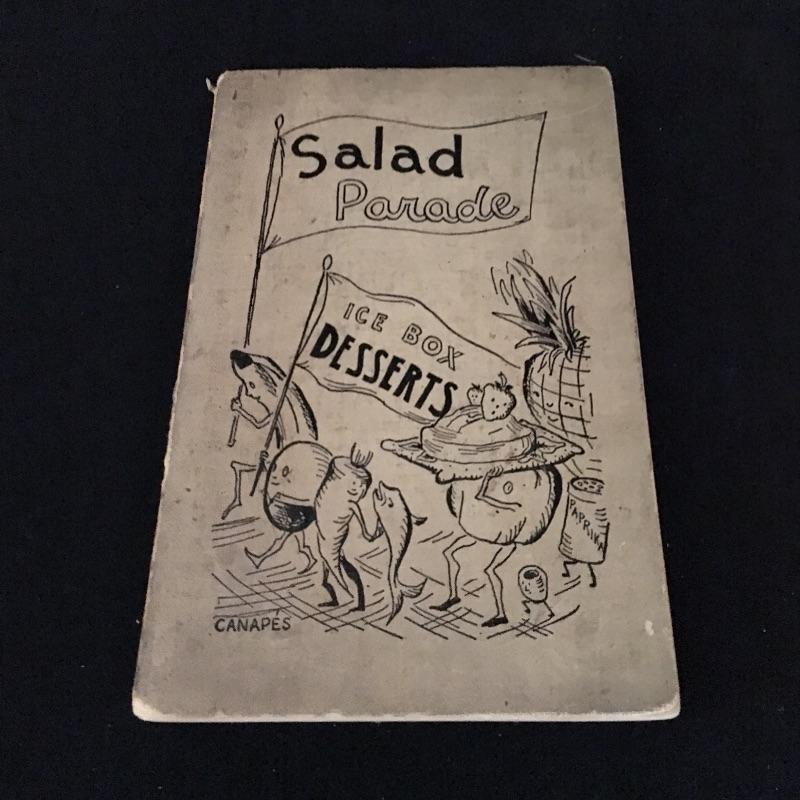 Salad
Parade
ICE BOX
DESSERTS
PAPRIKA
CANAPÉS